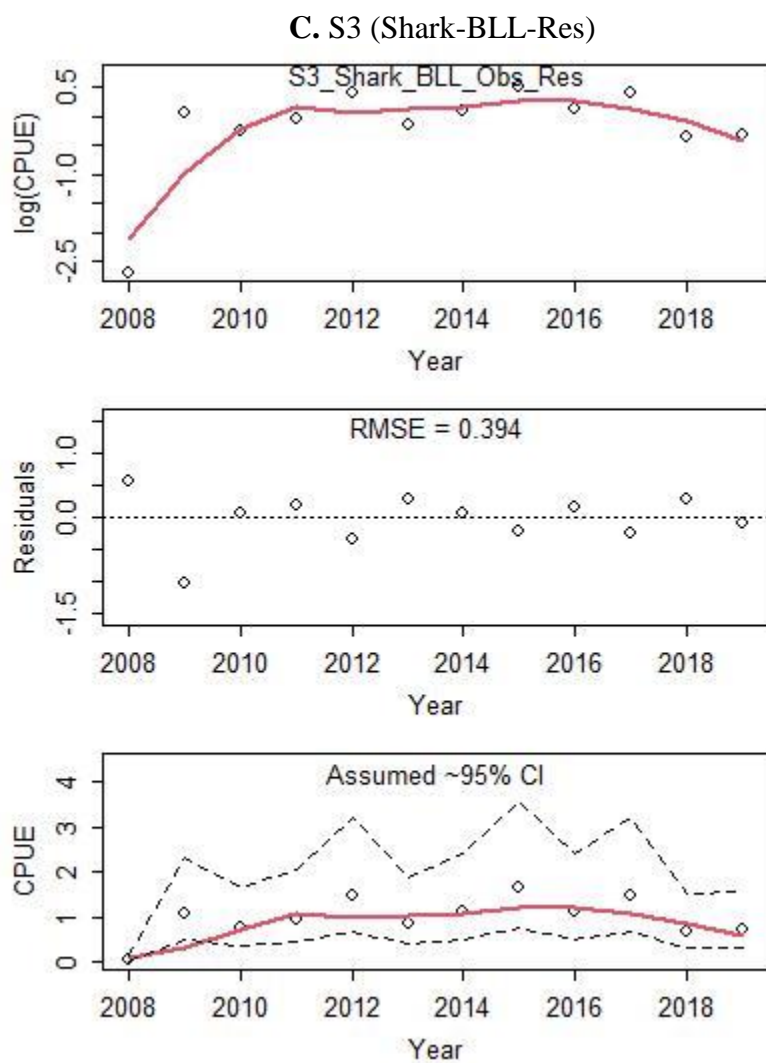 C. S3 (Shark-BLL-Res)
S3_Shark_BLL_Obs_Res
log(CPUE)
0.5
-1.0
-2.5
2008 2010 2012 2014 2016 2018
Year
RMSE = 0.394
Residuals
1.0
0.0
-1.5
2008 2010 2012 2014 2016 2018
Year
Assumed ~95% CI
CPUE
4
3
2
1
0
2008 2010 2012 2014 2016 2018
Year